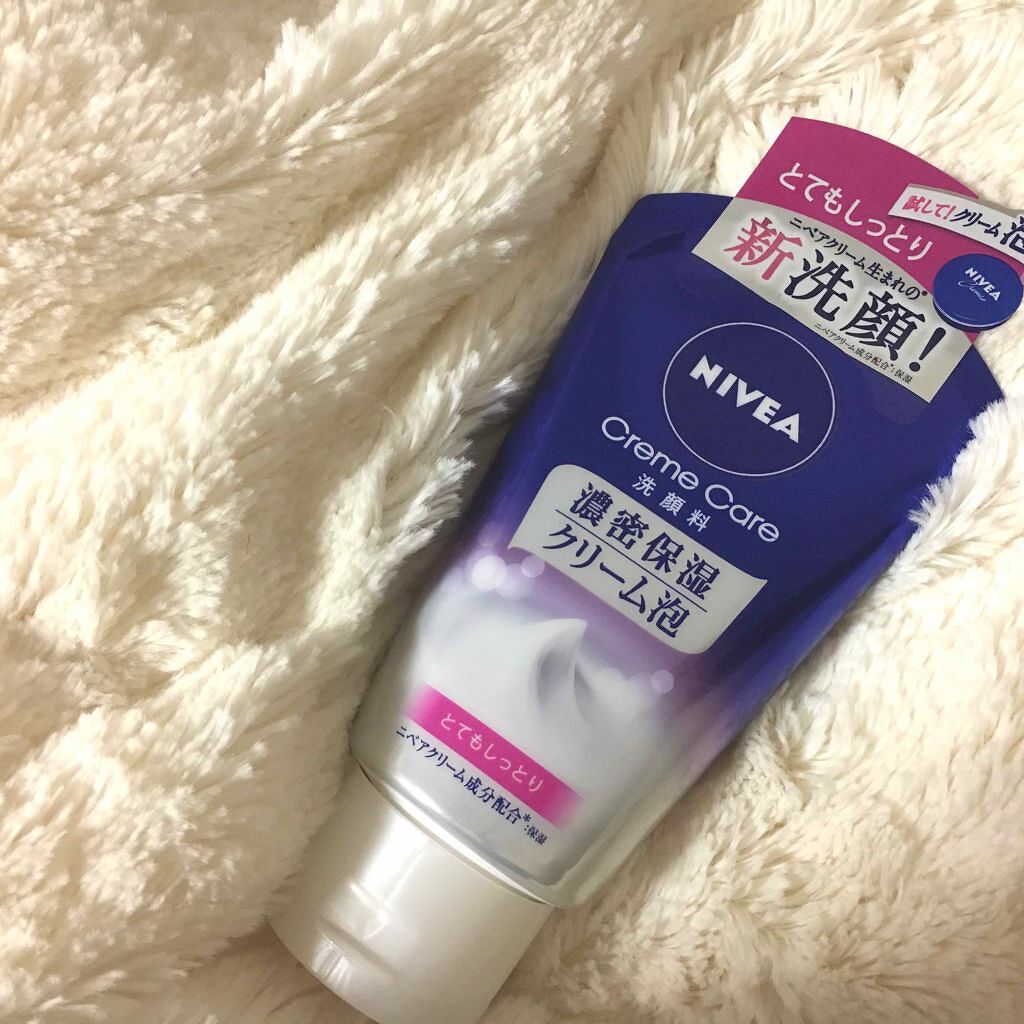 とてもしっとり
試して!クリーム泡
ニベアクリーム生まれの*
新洗顔!
ニベアクリーム成分配合*:保湿
NIVEA
Creme
NIVEA
Creme Care
洗顔料
濃密保湿
クリーム泡
とてもしっとり
ニベアクリーム成分配合*:保湿